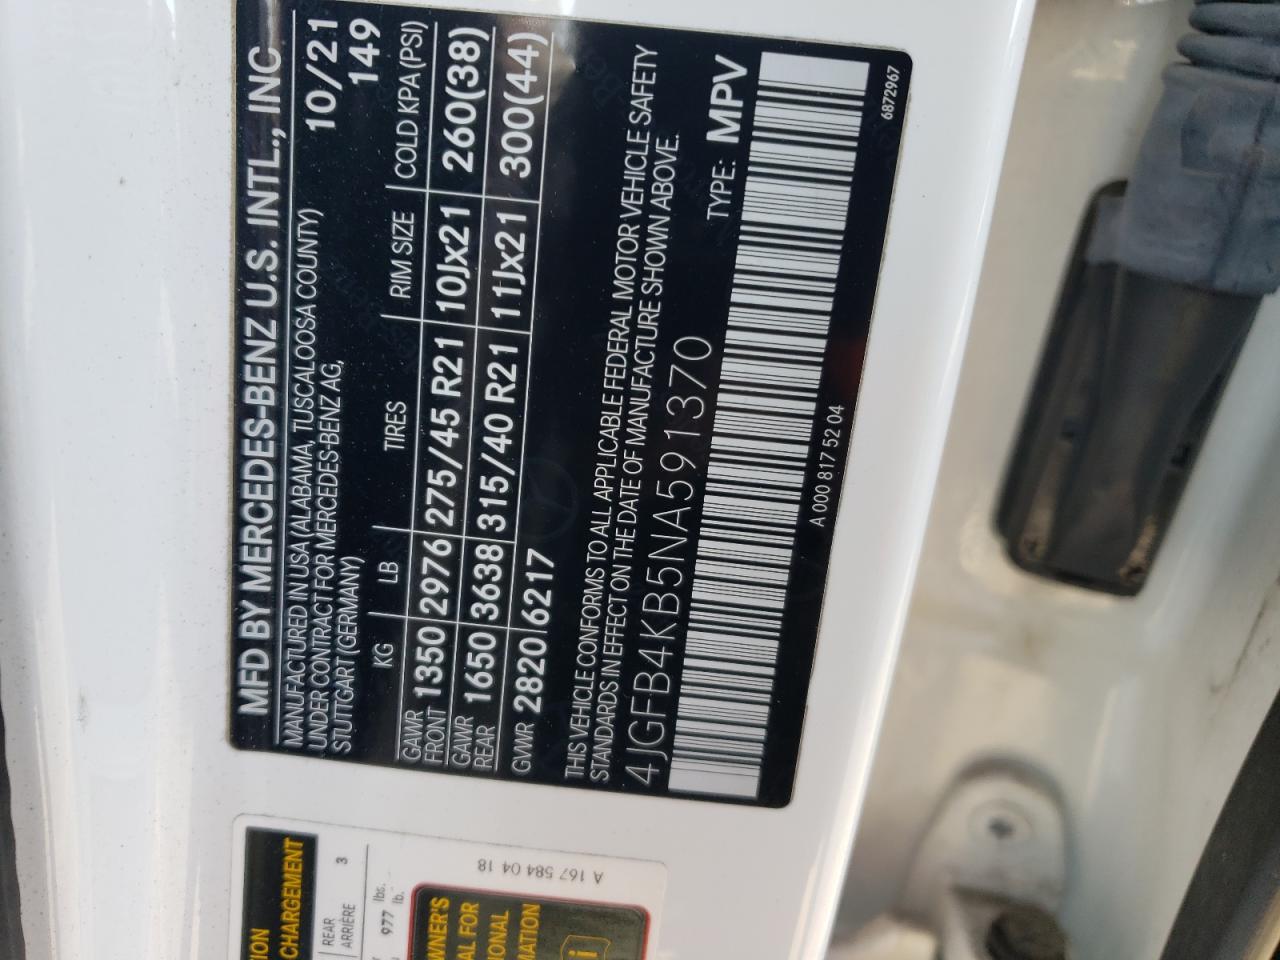 MFD BY MERCEDES-BENZ U.S. INTL., INC
MANUFACTURED IN USA (ALABAMA, TUSCALOOSA COUNTY) 10/21
UNDER CONTRACT FOR MERCEDES-BENZ AG, 149
STUTTGART (GERMANY)
KG LB TIRES RIM SIZE COLD KPA (PSI)
GAWR FRONT 1350 2976 275/45 R21 10Jx21 260(38)
GAWR REAR 1650 3638 315/40 R21 11Jx21 300(44)
GVWR 2820 6217
THIS VEHICLE CONFORMS TO ALL APPLICABLE FEDERAL MOTOR VEHICLE SAFETY
STANDARDS IN EFFECT ON THE DATE OF MANUFACTURE SHOWN ABOVE.
4JGFB4KB5NA591370 TYPE: MPV
A 000 817 52 04
6872967
CHARGEMENT
REAR 3
ARRIÈRE
977 lbs.
lb.
A 167 584 04 18